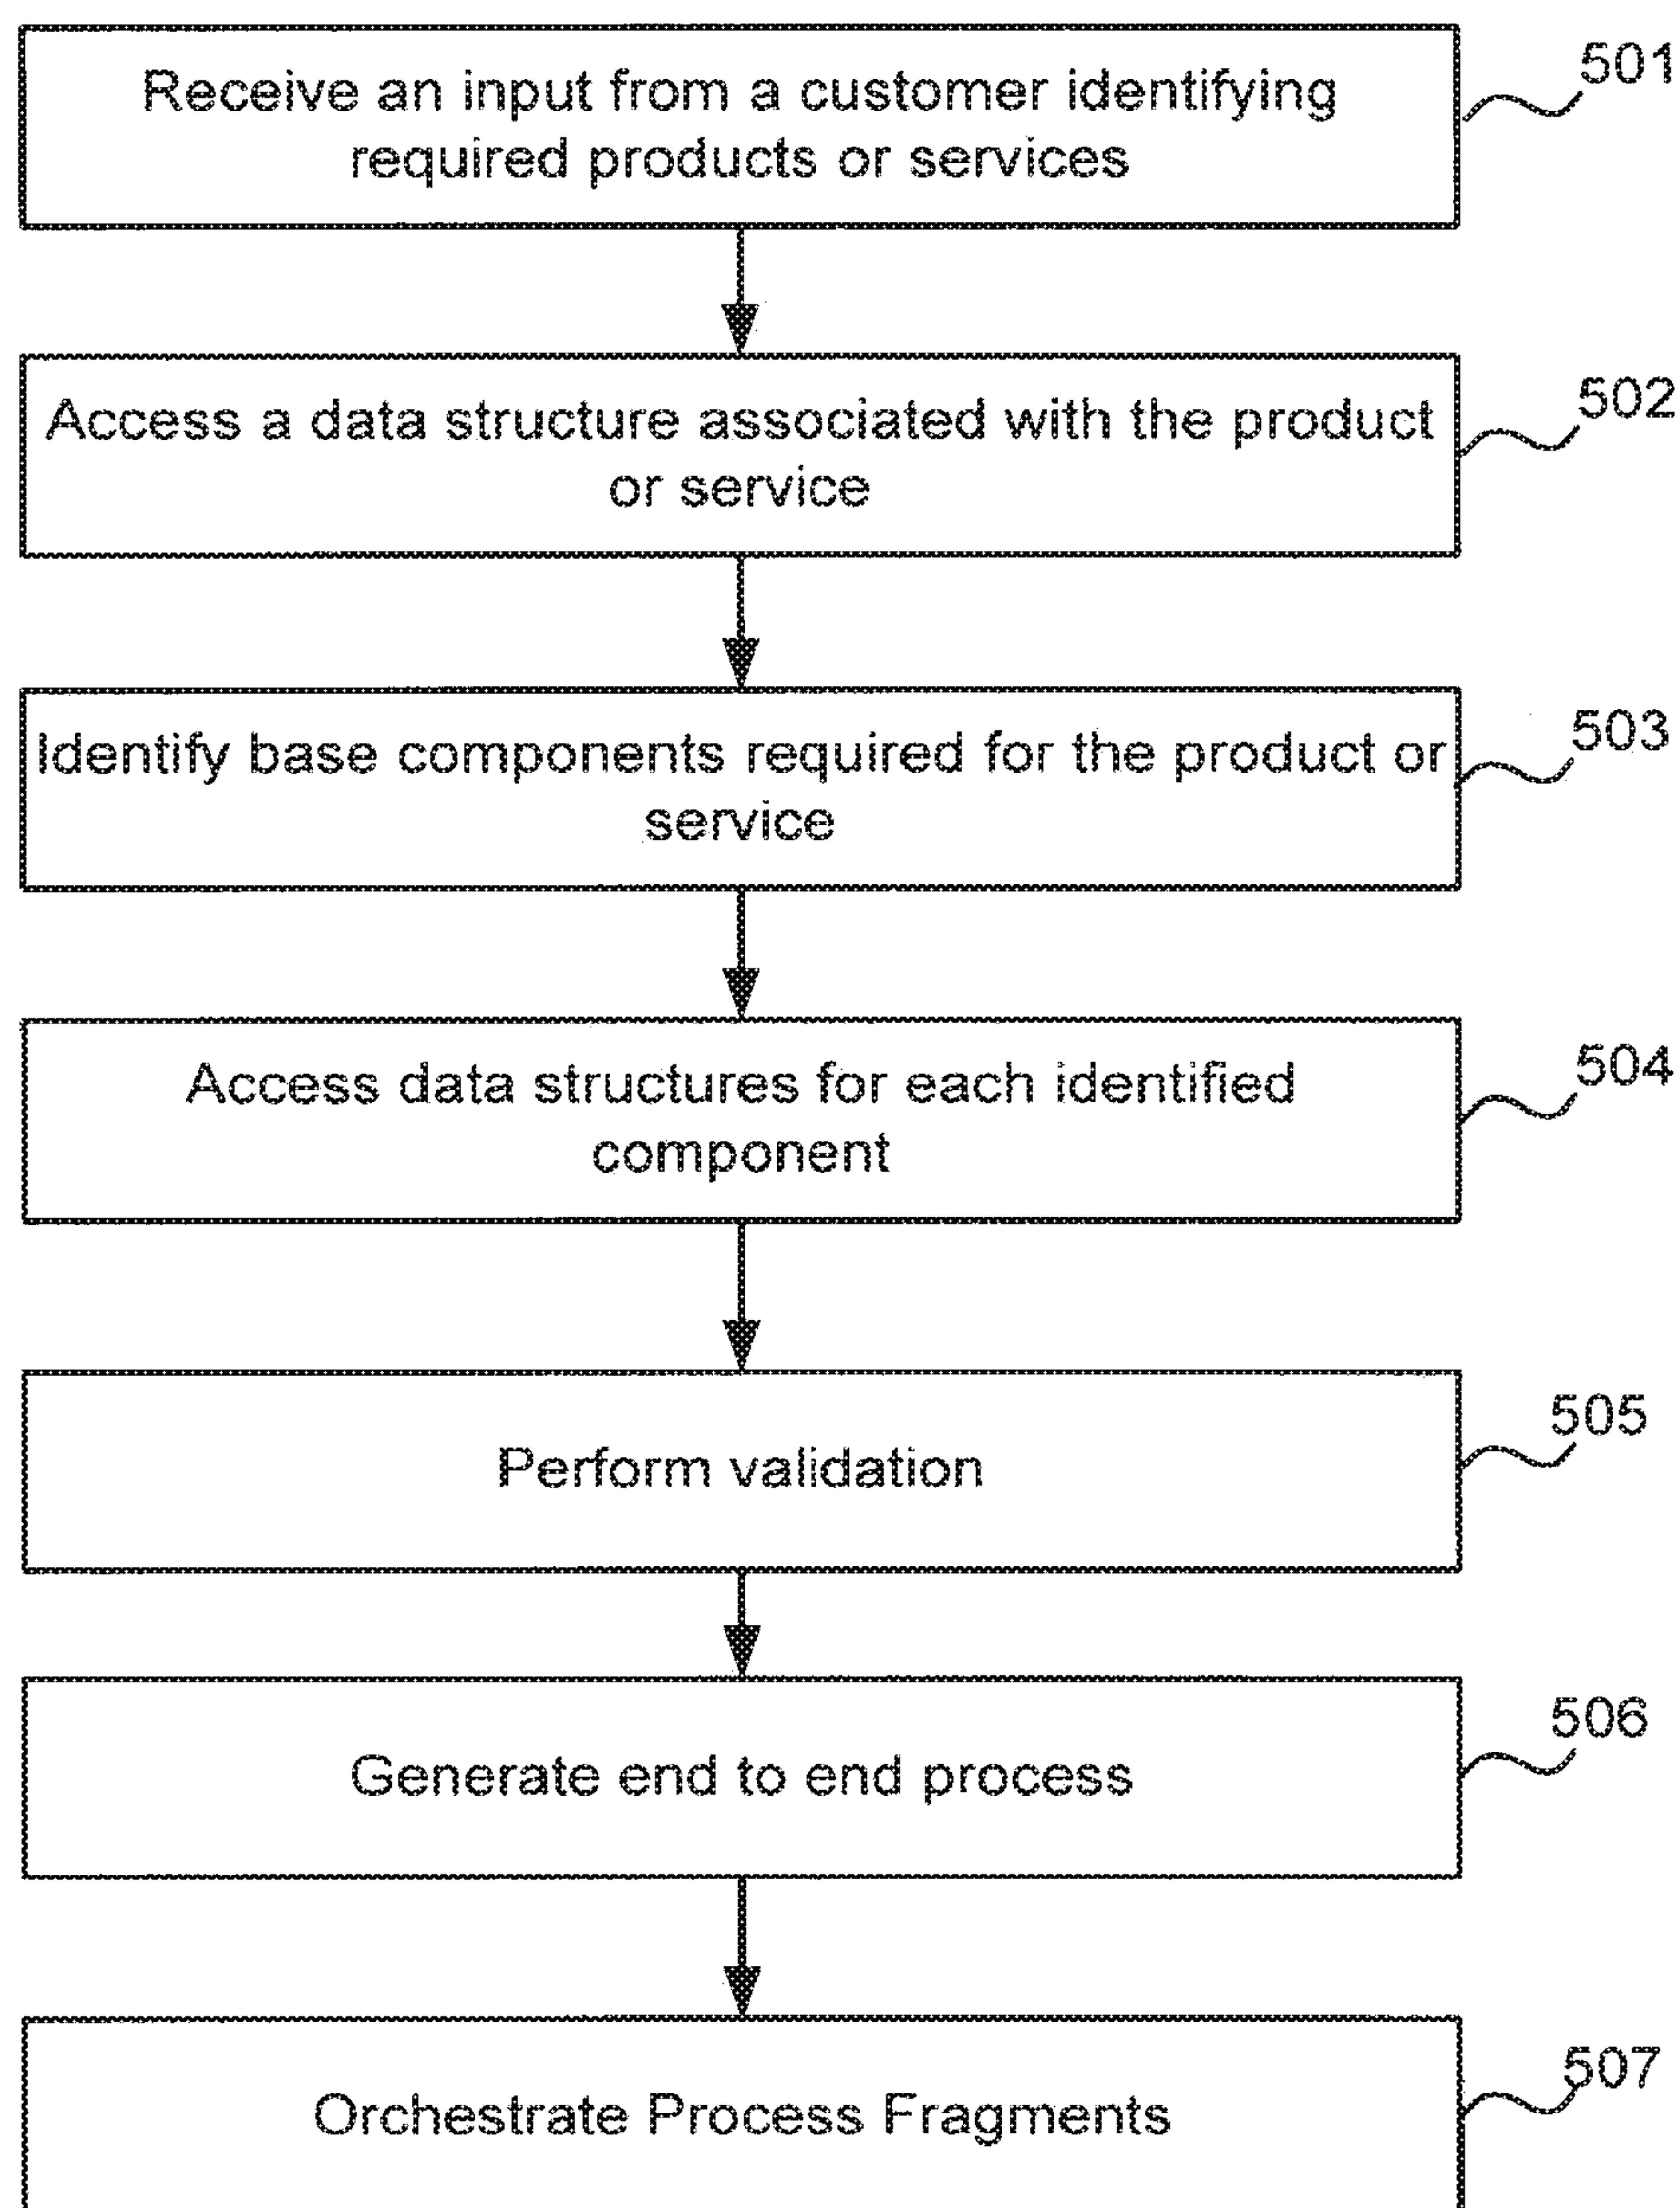 Receive an input from a customer identifying
required products or services
501
Access a data structure associated with the product
or service
502
Identify base components required for the product or
service
503
Access data structures for each identified
component
504
Perform validation
505
Generate end to end process
506
Orchestrate Process Fragments
507